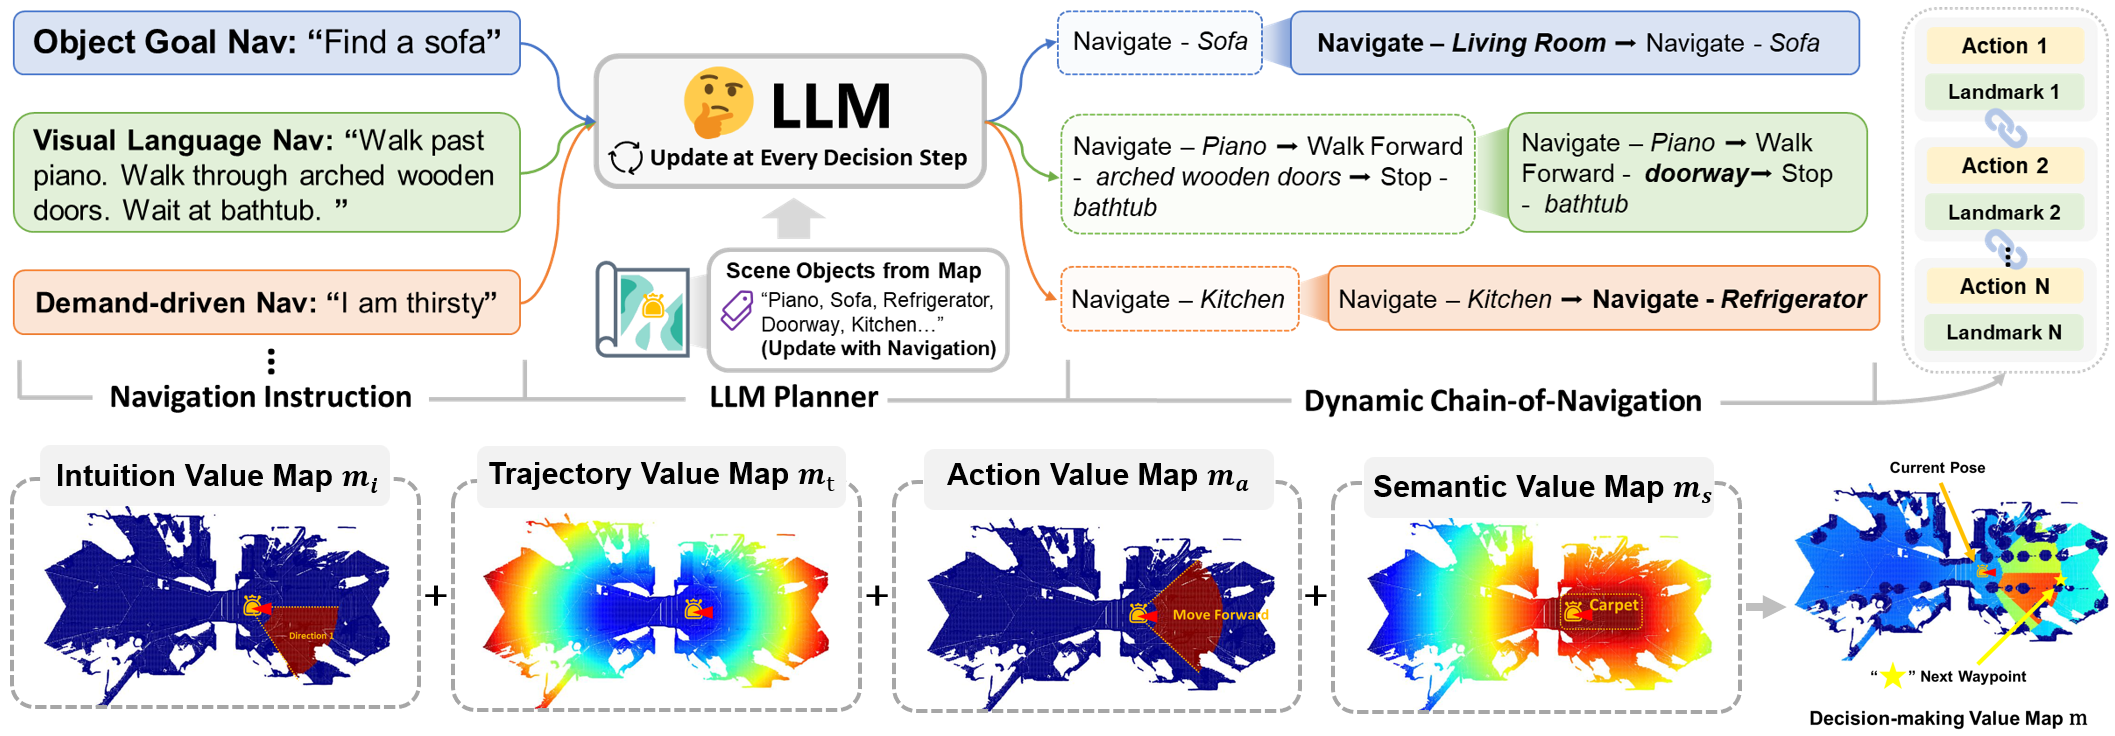 Object Goal Nav: “Find a sofa”
Visual Language Nav: “Walk past
piano. Walk through arched wooden
doors. Wait at bathtub. ”
Demand-driven Nav: “I am thirsty”
Navigation Instruction
LLM
Update at Every Decision Step
Scene Objects from Map
“Piano, Sofa, Refrigerator,
Doorway, Kitchen…”
(Update with Navigation)
LLM Planner
Navigate - Sofa
Navigate – Living Room ➞ Navigate - Sofa
Navigate – Piano ➞ Walk Forward
- arched wooden doors ➞ Stop -
bathtub
Navigate – Piano ➞ Walk
Forward - doorway➞ Stop
- bathtub
Navigate – Kitchen
Navigate – Kitchen ➞ Navigate - Refrigerator
Dynamic Chain-of-Navigation
Action 1
Landmark 1
Action 2
Landmark 2
Action N
Landmark N
Intuition Value Map mᵢ
Direction 1
+
Trajectory Value Map mₜ
+
Action Value Map mₐ
Move Forward
+
Semantic Value Map mₛ
Carpet
Current Pose
“★” Next Waypoint
Decision-making Value Map m